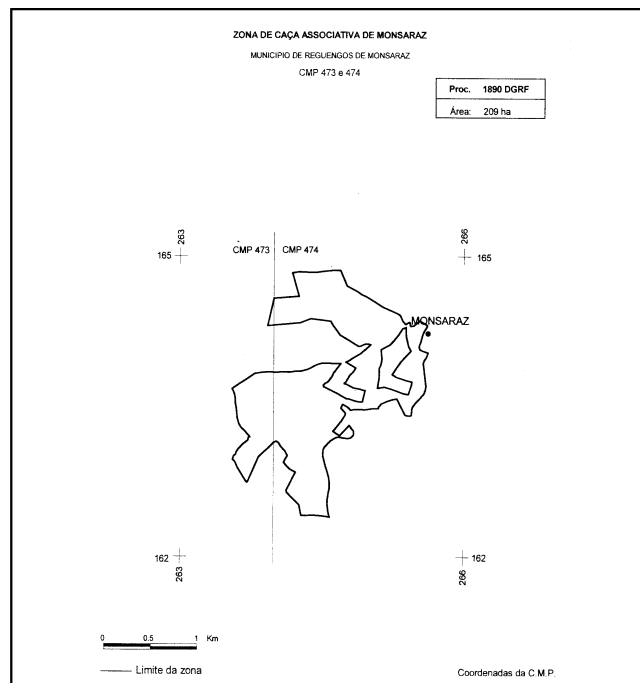 ZONA DE CAÇA ASSOCIATIVA DE MONSARAZ
MUNICIPIO DE REGUENGOS DE MONSARAZ
CMP 473 e 474
Proc. 1890 DGRF
Área: 209 ha
263
266
165
CMP 473
CMP 474
165
MONSARAZ
162
162
263
266
0 0.5 1 Km
Limite da zona
Coordenadas da C.M.P.